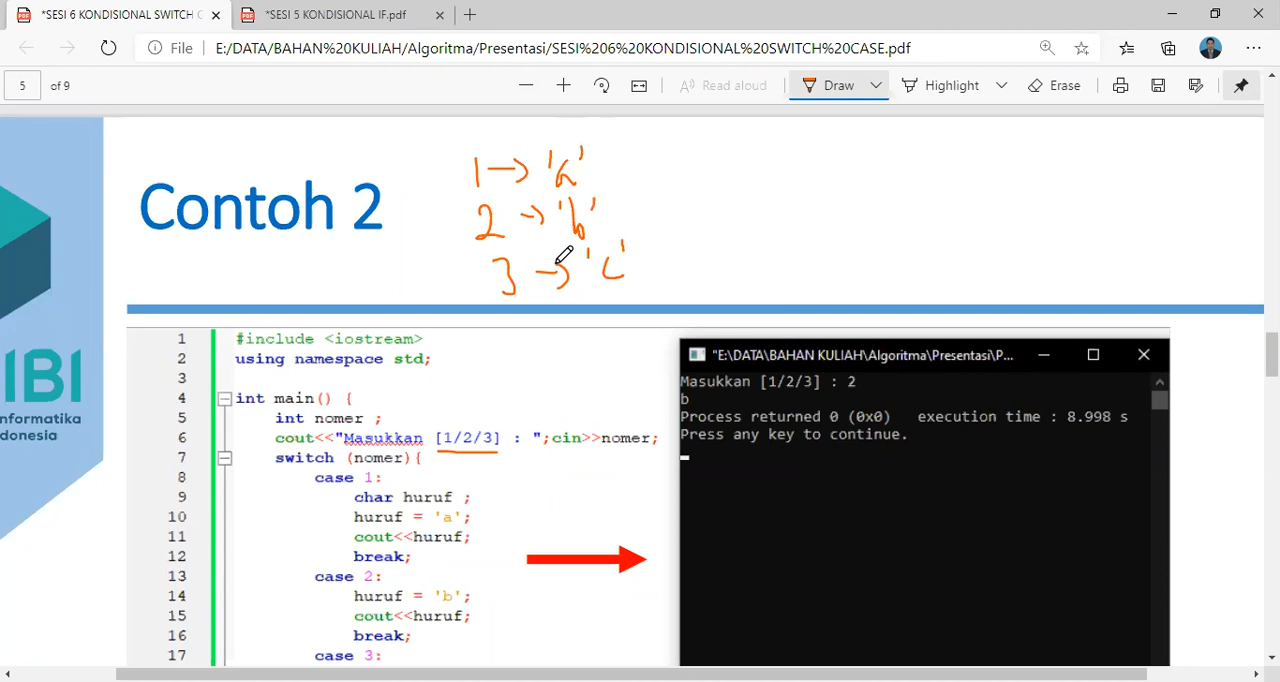 *SESI 6 KONDISIONAL SWITCH C
*SESI 5 KONDISIONAL IF.pdf
File E:/DATA/BAHAN%20KULIAH/Algoritma/Presentasi/SESI%206%20KONDISIONAL%20SWITCH%20CASE.pdf
5 of 9 Read aloud Draw Highlight Erase
Contoh 2
1 → 'a'
2 → 'b'
3 → 'c'
IBI
nformatika
donesia
1 #include <iostream>
2 using namespace std;
3
4 int main() {
5 int nomer ;
6 cout<<"Masukkan [1/2/3] : ";cin>>nomer;
7 switch (nomer){
8 case 1:
9 char huruf ;
10 huruf = 'a';
11 cout<<huruf;
12 break;
13 case 2:
14 huruf = 'b';
15 cout<<huruf;
16 break;
17 case 3:
"E:\DATA\BAHAN KULIAH\Algoritma\Presentasi\P...
Masukkan [1/2/3] : 2
b
Process returned 0 (0x0) execution time : 8.998 s
Press any key to continue.